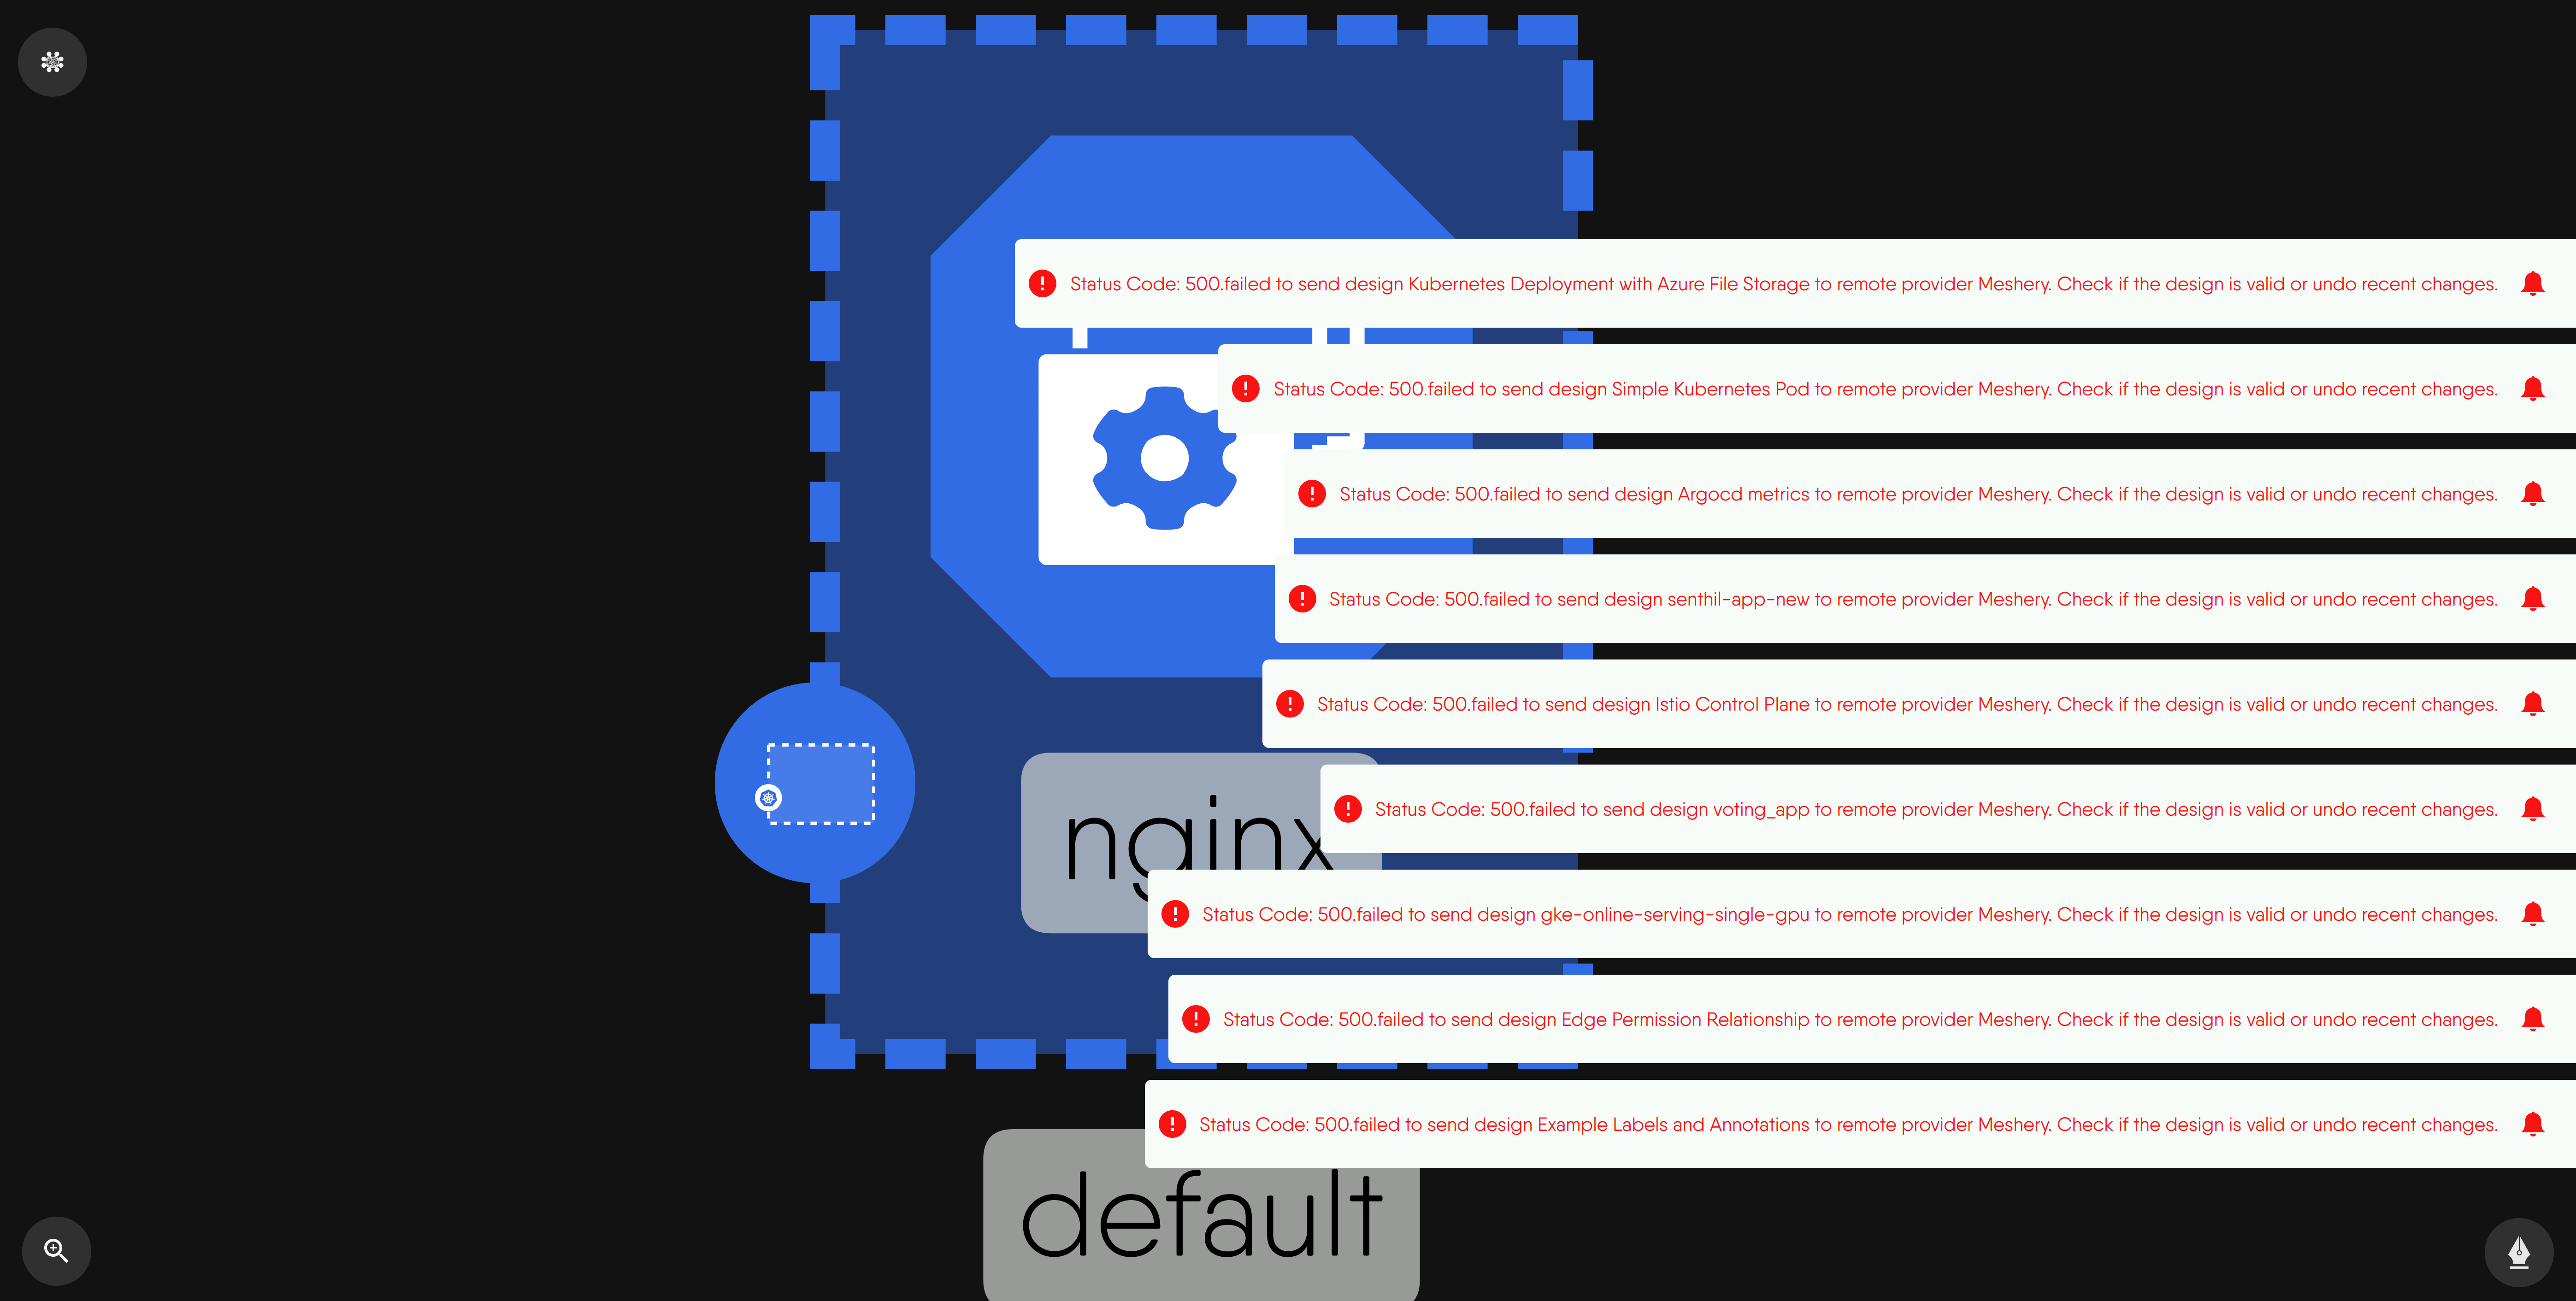 Status Code: 500.failed to send design Kubernetes Deployment with Azure File Storage to remote provider Meshery. Check if the design is valid or undo recent changes.
Status Code: 500.failed to send design Simple Kubernetes Pod to remote provider Meshery. Check if the design is valid or undo recent changes.
Status Code: 500.failed to send design Argocd metrics to remote provider Meshery. Check if the design is valid or undo recent changes.
Status Code: 500.failed to send design senthil-app-new to remote provider Meshery. Check if the design is valid or undo recent changes.
Status Code: 500.failed to send design Istio Control Plane to remote provider Meshery. Check if the design is valid or undo recent changes.
Status Code: 500.failed to send design voting_app to remote provider Meshery. Check if the design is valid or undo recent changes.
nginx
Status Code: 500.failed to send design gke-online-serving-single-gpu to remote provider Meshery. Check if the design is valid or undo recent changes.
Status Code: 500.failed to send design Edge Permission Relationship to remote provider Meshery. Check if the design is valid or undo recent changes.
Status Code: 500.failed to send design Example Labels and Annotations to remote provider Meshery. Check if the design is valid or undo recent changes.
default